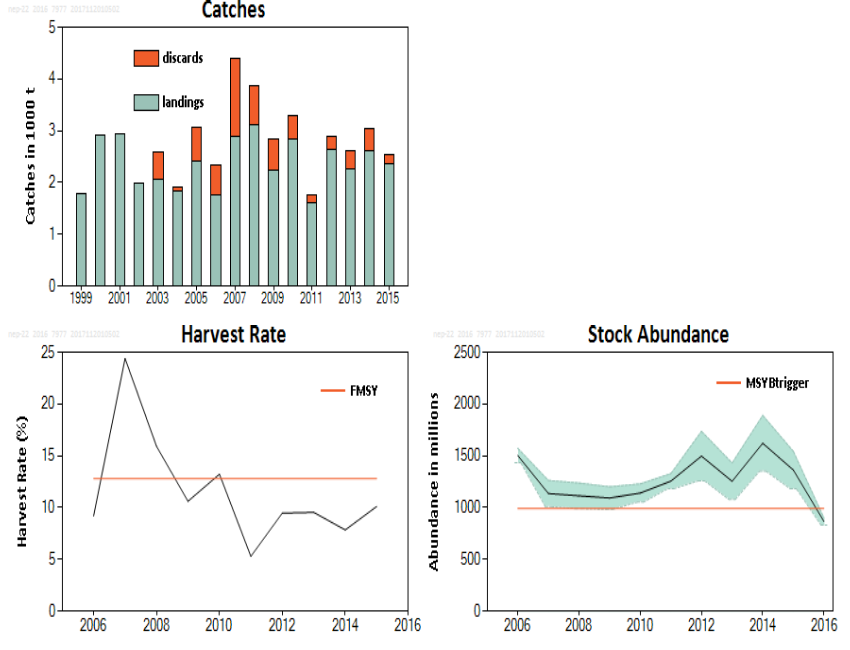 Catches
5
4
3
2
1
0
Catches in 1000 t
discards
landings
1999 2001 2003 2005 2007 2009 2011 2013 2015
Harvest Rate
25
20
15
10
5
0
Harvest Rate (%)
FMSY
2006 2008 2010 2012 2014 2016
Stock Abundance
2500
2000
1500
1000
500
0
Abundance in millions
MSYBtrigger
2006 2008 2010 2012 2014 2016